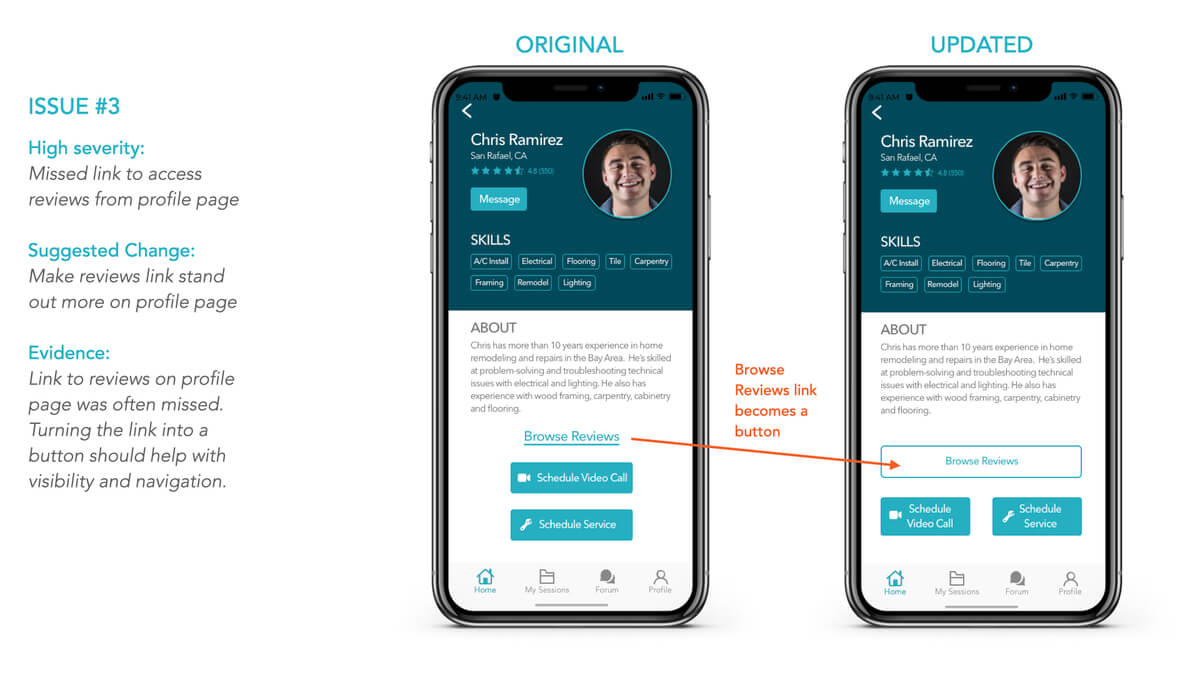 ORIGINAL
UPDATED
ISSUE #3
High severity:
Missed link to access
reviews from profile page
Suggested Change:
Make reviews link stand
out more on profile page
Evidence:
Link to reviews on profile
page was often missed.
Turning the link into a
button should help with
visibility and navigation.
9:41 AM
Chris Ramirez
San Rafael, CA
4.8 (350)
Message
SKILLS
A/C Install Electrical Flooring Tile Carpentry
Framing Remodel Lighting
ABOUT
Chris has more than 10 years experience in home
remodeling and repairs in the Bay Area. He's skilled
at problem-solving and troubleshooting technical
issues with electrical and lighting. He also has
experience with wood framing, carpentry, cabinetry
and flooring.
Browse Reviews
Schedule Video Call
Schedule Service
Home My Sessions Forum Profile
Browse
Reviews link
becomes a
button
9:41 AM
Chris Ramirez
San Rafael, CA
4.8 (350)
Message
SKILLS
A/C Install Electrical Flooring Tile Carpentry
Framing Remodel Lighting
ABOUT
Chris has more than 10 years experience in home
remodeling and repairs in the Bay Area. He's skilled
at problem-solving and troubleshooting technical
issues with electrical and lighting. He also has
experience with wood framing, carpentry, cabinetry
and flooring.
Browse Reviews
Schedule
Video Call
Schedule
Service
Home My Sessions Forum Profile